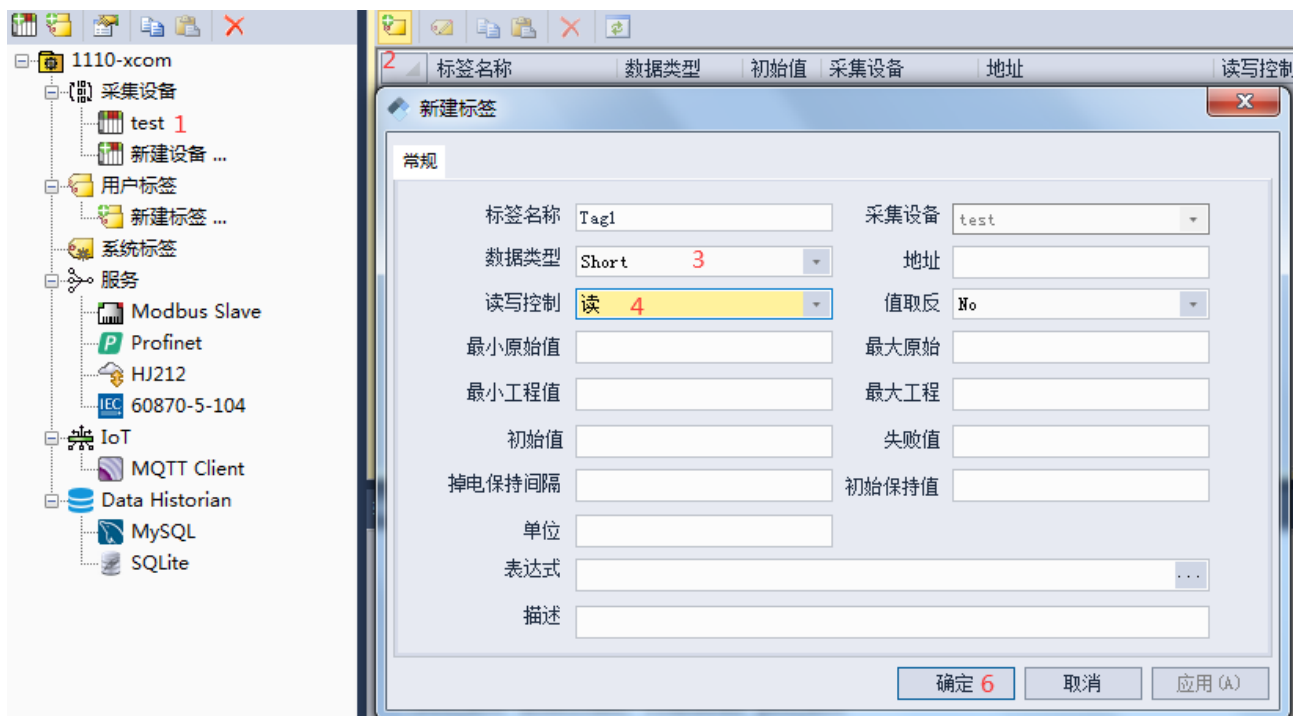 1110-xcom
采集设备
test 1
新建设备 ...
用户标签
新建标签 ...
系统标签
服务
Modbus Slave
P Profinet
HJ212
IEC 60870-5-104
IoT
MQTT Client
Data Historian
MySQL
SQLite
2 标签名称 数据类型 初始值 采集设备 地址 读写控制
新建标签
常规
标签名称 Tag1 采集设备 test
数据类型 Short 3 地址
读写控制 读 4 值取反 No
最小原始值 最大原始
最小工程值 最大工程
初始值 失败值
掉电保持间隔 初始保持值
单位
表达式 ...
描述
确定 6 取消 应用(A)